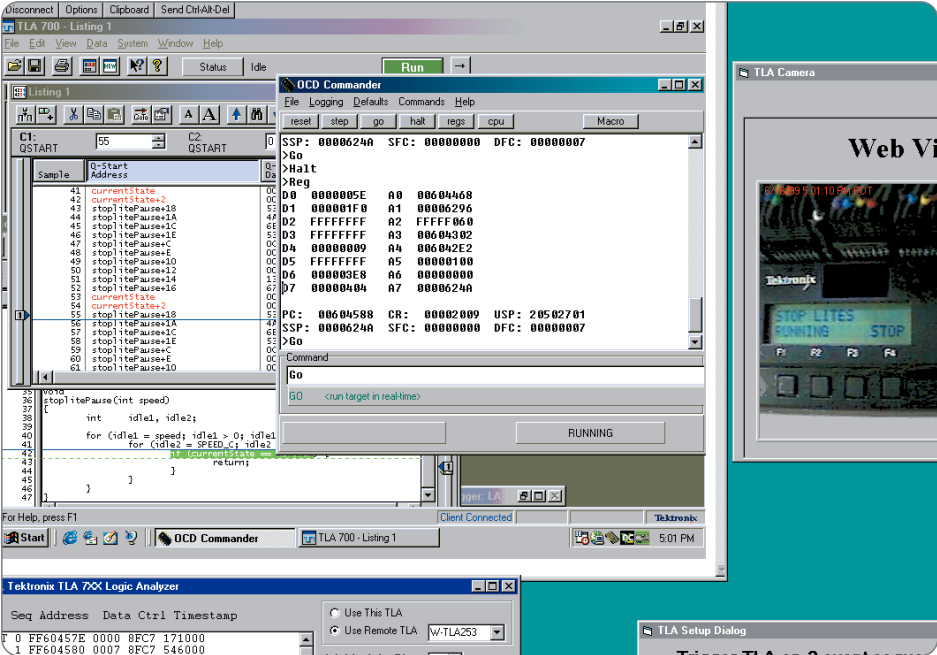 Disconnect Options Clipboard Send Ctrl-Alt-Del
TLA 700 - Listing 1
File Edit View Data System Window Help
Status Idle Run
Listing 1
C1: 55 C2: 0
QSTART QSTART
Sample Q-Start Address
41 currentState
42 currentState+2
43 stoplitePause+18
44 stoplitePause+1A
45 stoplitePause+1C
46 stoplitePause+1E
47 stoplitePause+C
48 stoplitePause+E
49 stoplitePause+10
50 stoplitePause+12
51 stoplitePause+14
52 stoplitePause+16
53 currentState
54 currentState+2
55 stoplitePause+18
56 stoplitePause+1A
57 stoplitePause+1C
58 stoplitePause+1E
59 stoplitePause+C
60 stoplitePause+E
61 stoplitePause+10
35 void
36 stoplitePause(int speed)
37 {
38 int idle1, idle2;
39
40 for (idle1 = speed; idle1 > 0; idle1
41 for (idle2 = SPEED_C; idle2
42 if (currentState ==
43 return;
44 }
45 }
46 }
47 }
OCD Commander
File Logging Defaults Commands Help
reset step go halt regs cpu Macro
SSP: 0000624A SFC: 00000000 DFC: 00000007
>Go
>Halt
>Reg
D0 0000005E A0 00604468
D1 000001F0 A1 00006296
D2 FFFFFFFF A2 FFFFF060
D3 FFFFFFFF A3 00604302
D4 00000009 A4 006042E2
D5 FFFFFFFF A5 00000100
D6 000003E8 A6 00000000
D7 00000404 A7 0000624A
PC: 00604588 CR: 00002009 USP: 20502701
SSP: 0000624A SFC: 00000000 DFC: 00000007
>Go
Command
Go
GO <run target in real-time>
RUNNING
For Help, press F1 Client Connected Tektronix
Start OCD Commander TLA 700 - Listing 1 5:01 PM
TLA Camera
Web Vi
Tektronix
STOP LITES
RUNNING STOP
F1 F2 F3 F4
Tektronix TLA 7XX Logic Analyzer
Seq Address Data Ctrl Timestamp
T 0 FF60457E 0000 8FC7 171000
1 FF604580 0007 8FC7 546000
Use This TLA
Use Remote TLA W-TLA253
TLA Setup Dialog